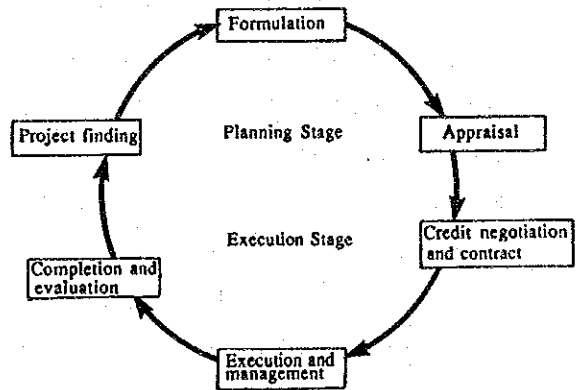 Formulation
Project finding
Planning Stage
Appraisal
Execution Stage
Credit negotiation
and contract
Completion and
evaluation
Execution and
management